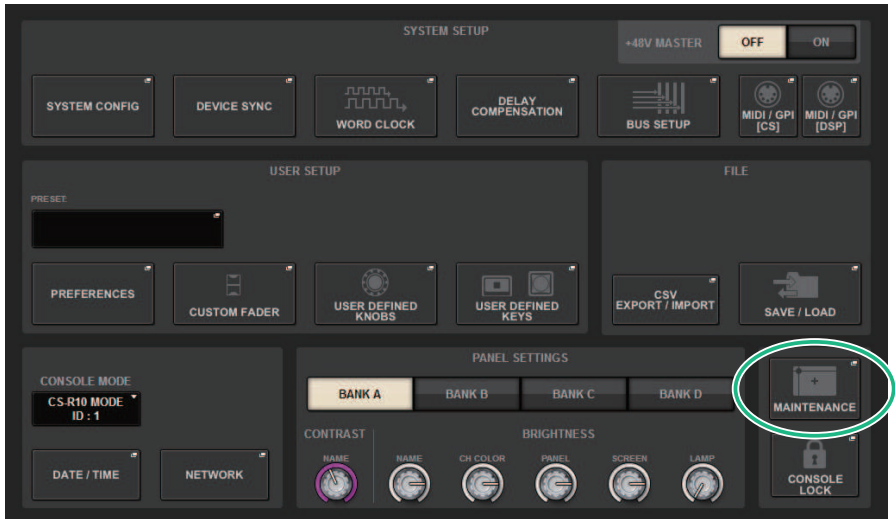 SYSTEM SETUP
+48V MASTER
OFF
ON
SYSTEM CONFIG
DEVICE SYNC
WORD CLOCK
DELAY
COMPENSATION
BUS SETUP
MIDI / GPI
[CS]
MIDI / GPI
[DSP]
USER SETUP
PRESET:
PREFERENCES
CUSTOM FADER
USER DEFINED
KNOBS
USER DEFINED
KEYS
FILE
CSV
EXPORT / IMPORT
SAVE / LOAD
CONSOLE MODE
CS-R10 MODE
ID : 1
DATE / TIME
NETWORK
PANEL SETTINGS
BANK A
BANK B
BANK C
BANK D
CONTRAST
BRIGHTNESS
NAME
NAME
CH COLOR
PANEL
SCREEN
LAMP
MAINTENANCE
CONSOLE
LOCK